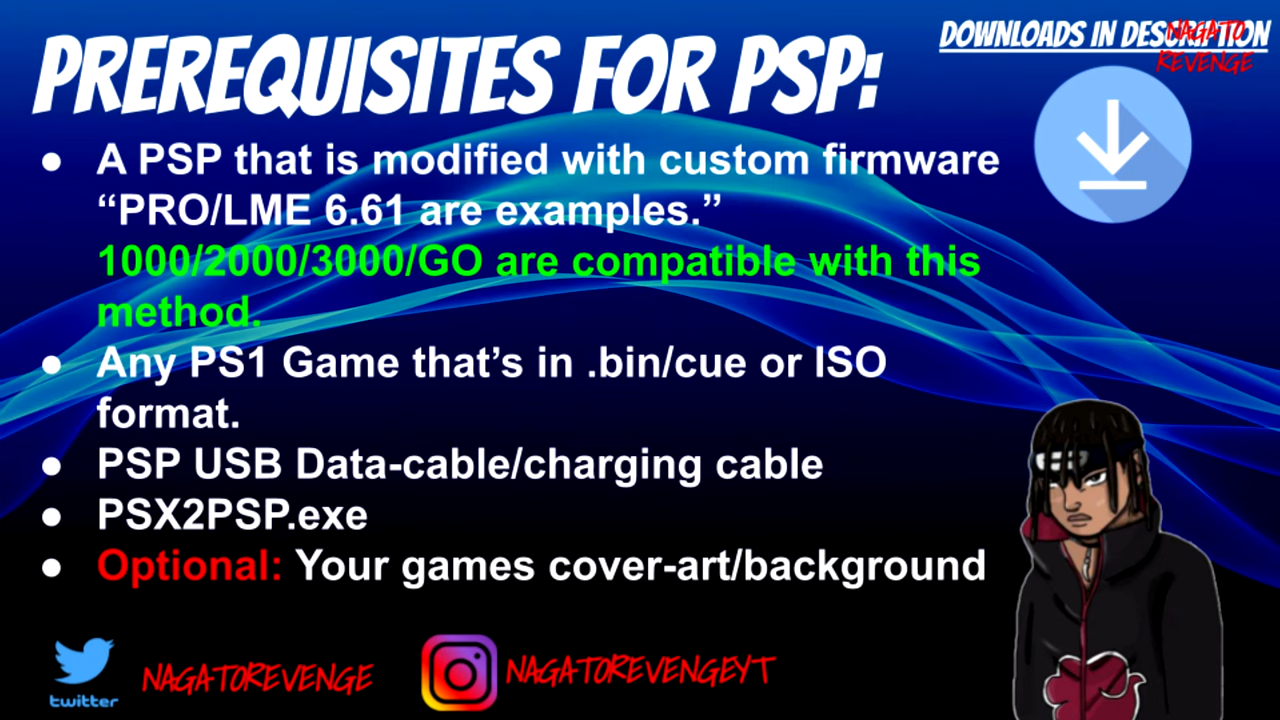 PREREQUISITES FOR PSP:
DOWNLOADS IN DESCRIPTION
NAGATO
REVENGE
● A PSP that is modified with custom firmware
“PRO/LME 6.61 are examples.”
1000/2000/3000/GO are compatible with this
method.
● Any PS1 Game that’s in .bin/cue or ISO
format.
● PSP USB Data-cable/charging cable
● PSX2PSP.exe
● Optional: Your games cover-art/background
twitter
NAGATOREVENGE
NAGATOREVENGEYT